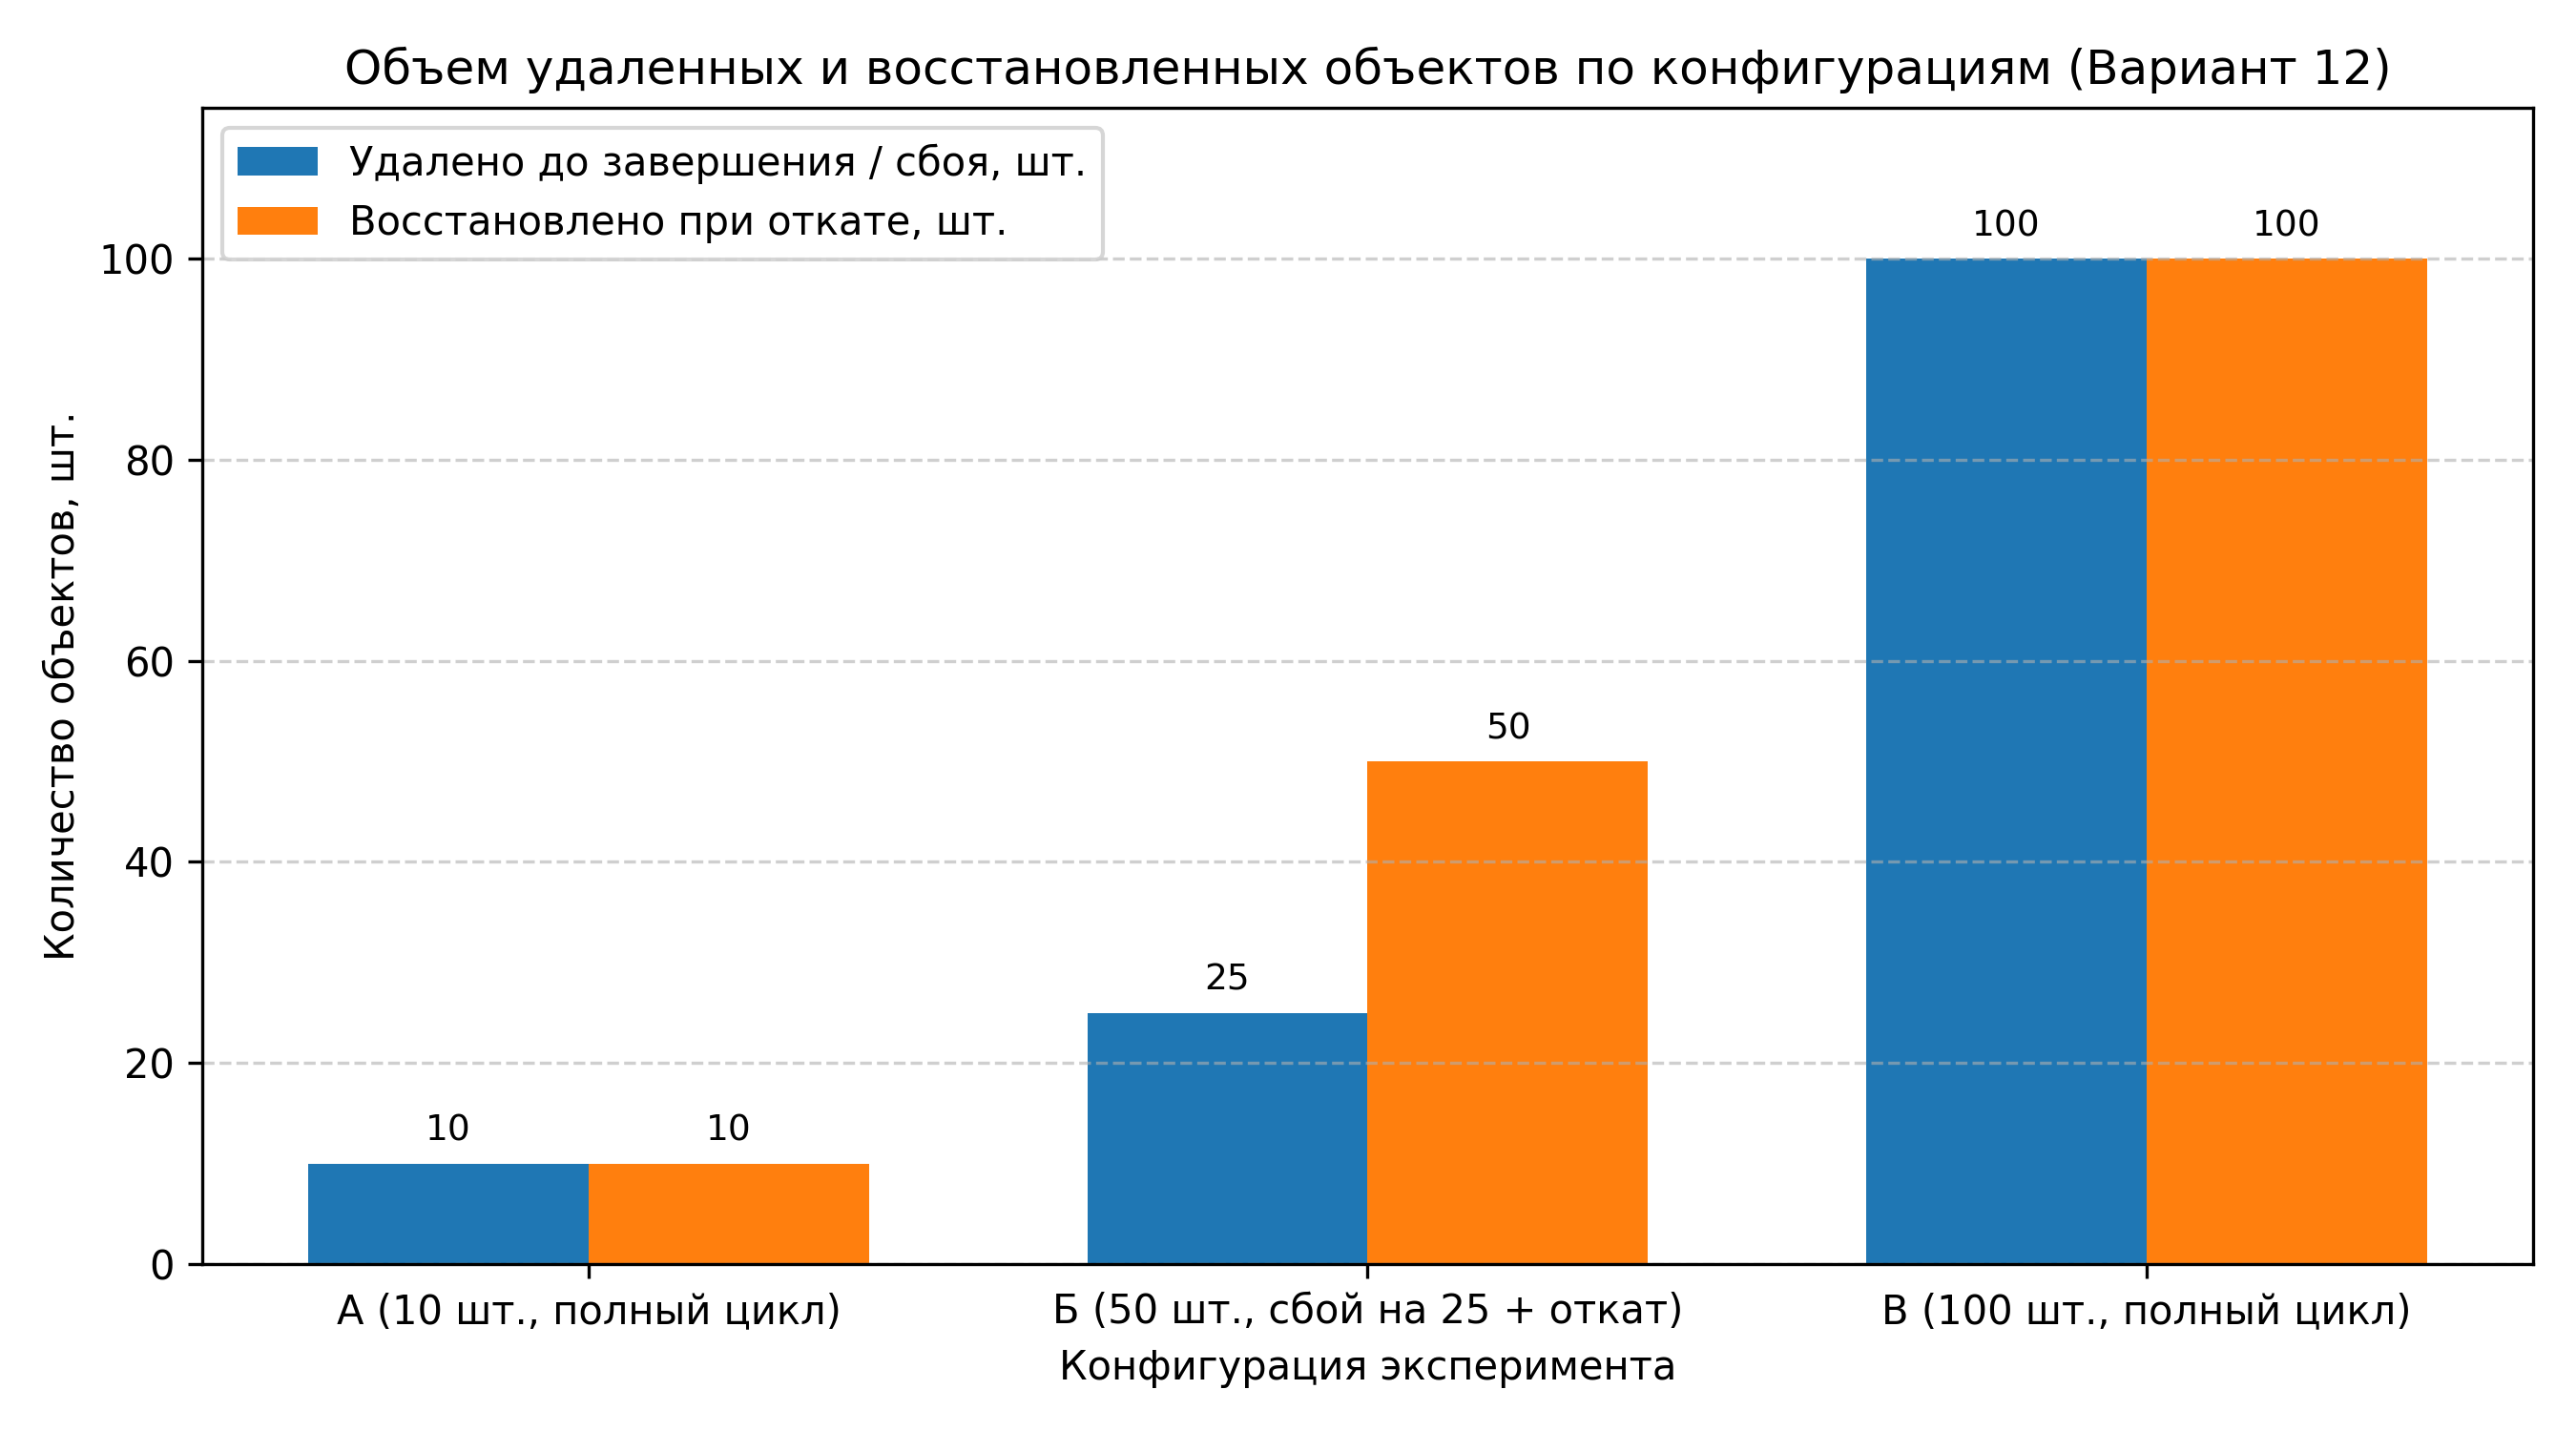 Объем удаленных и восстановленных объектов по конфигурациям (Вариант 12)
Удалено до завершения / сбоя, шт.
Восстановлено при откате, шт.
Количество объектов, шт.
100
80
60
40
20
0
10
10
25
50
100
100
А (10 шт., полный цикл)
Б (50 шт., сбой на 25 + откат)
В (100 шт., полный цикл)
Конфигурация эксперимента